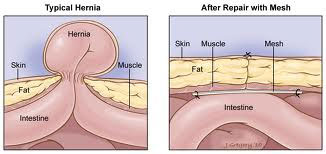 Typical Hernia
Hernia
Skin
Muscle
Fat
Intestine
After Repair with Mesh
Skin
Muscle
Mesh
Fat
Intestine